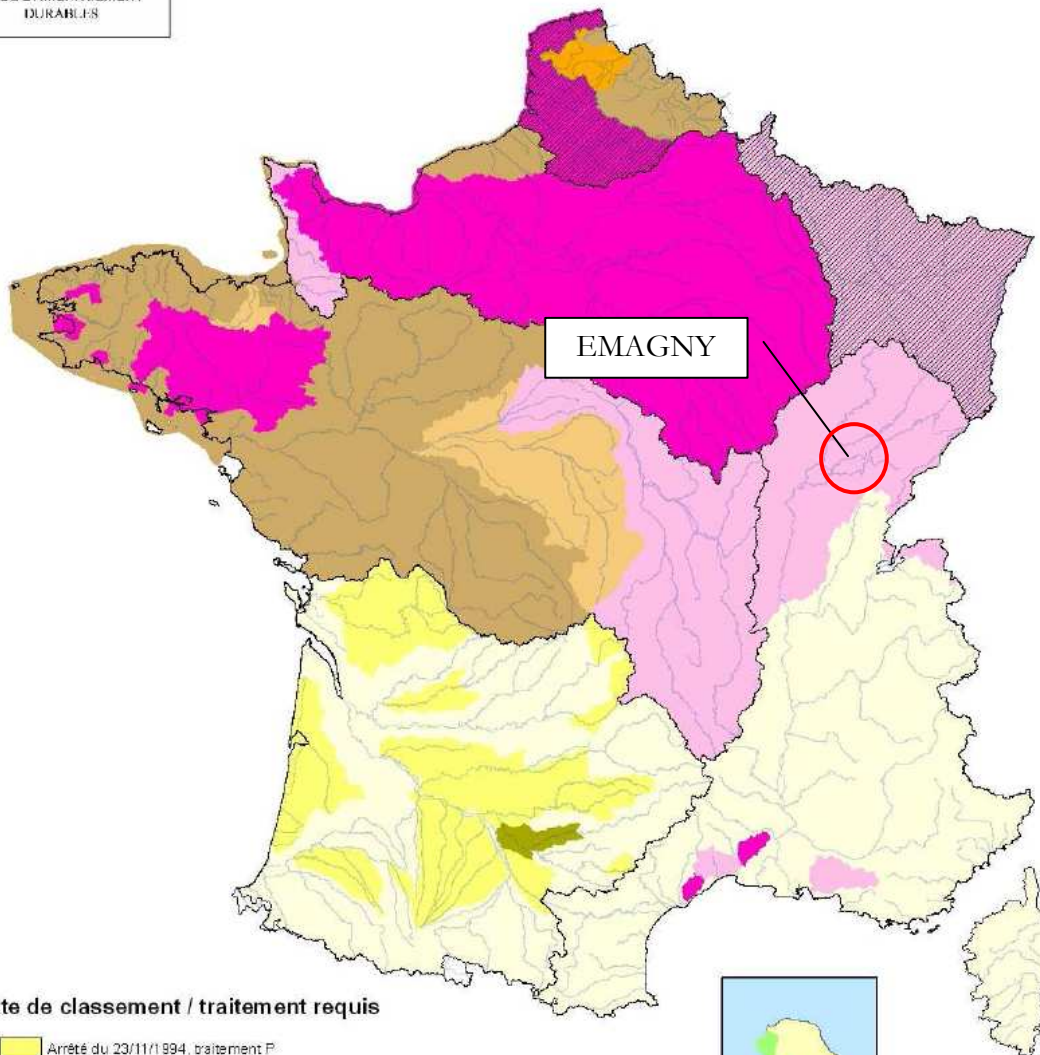 DURABLES
EMAGNY
te de classement / traitement requis
Arrêté du 23/11/1994, traitement P